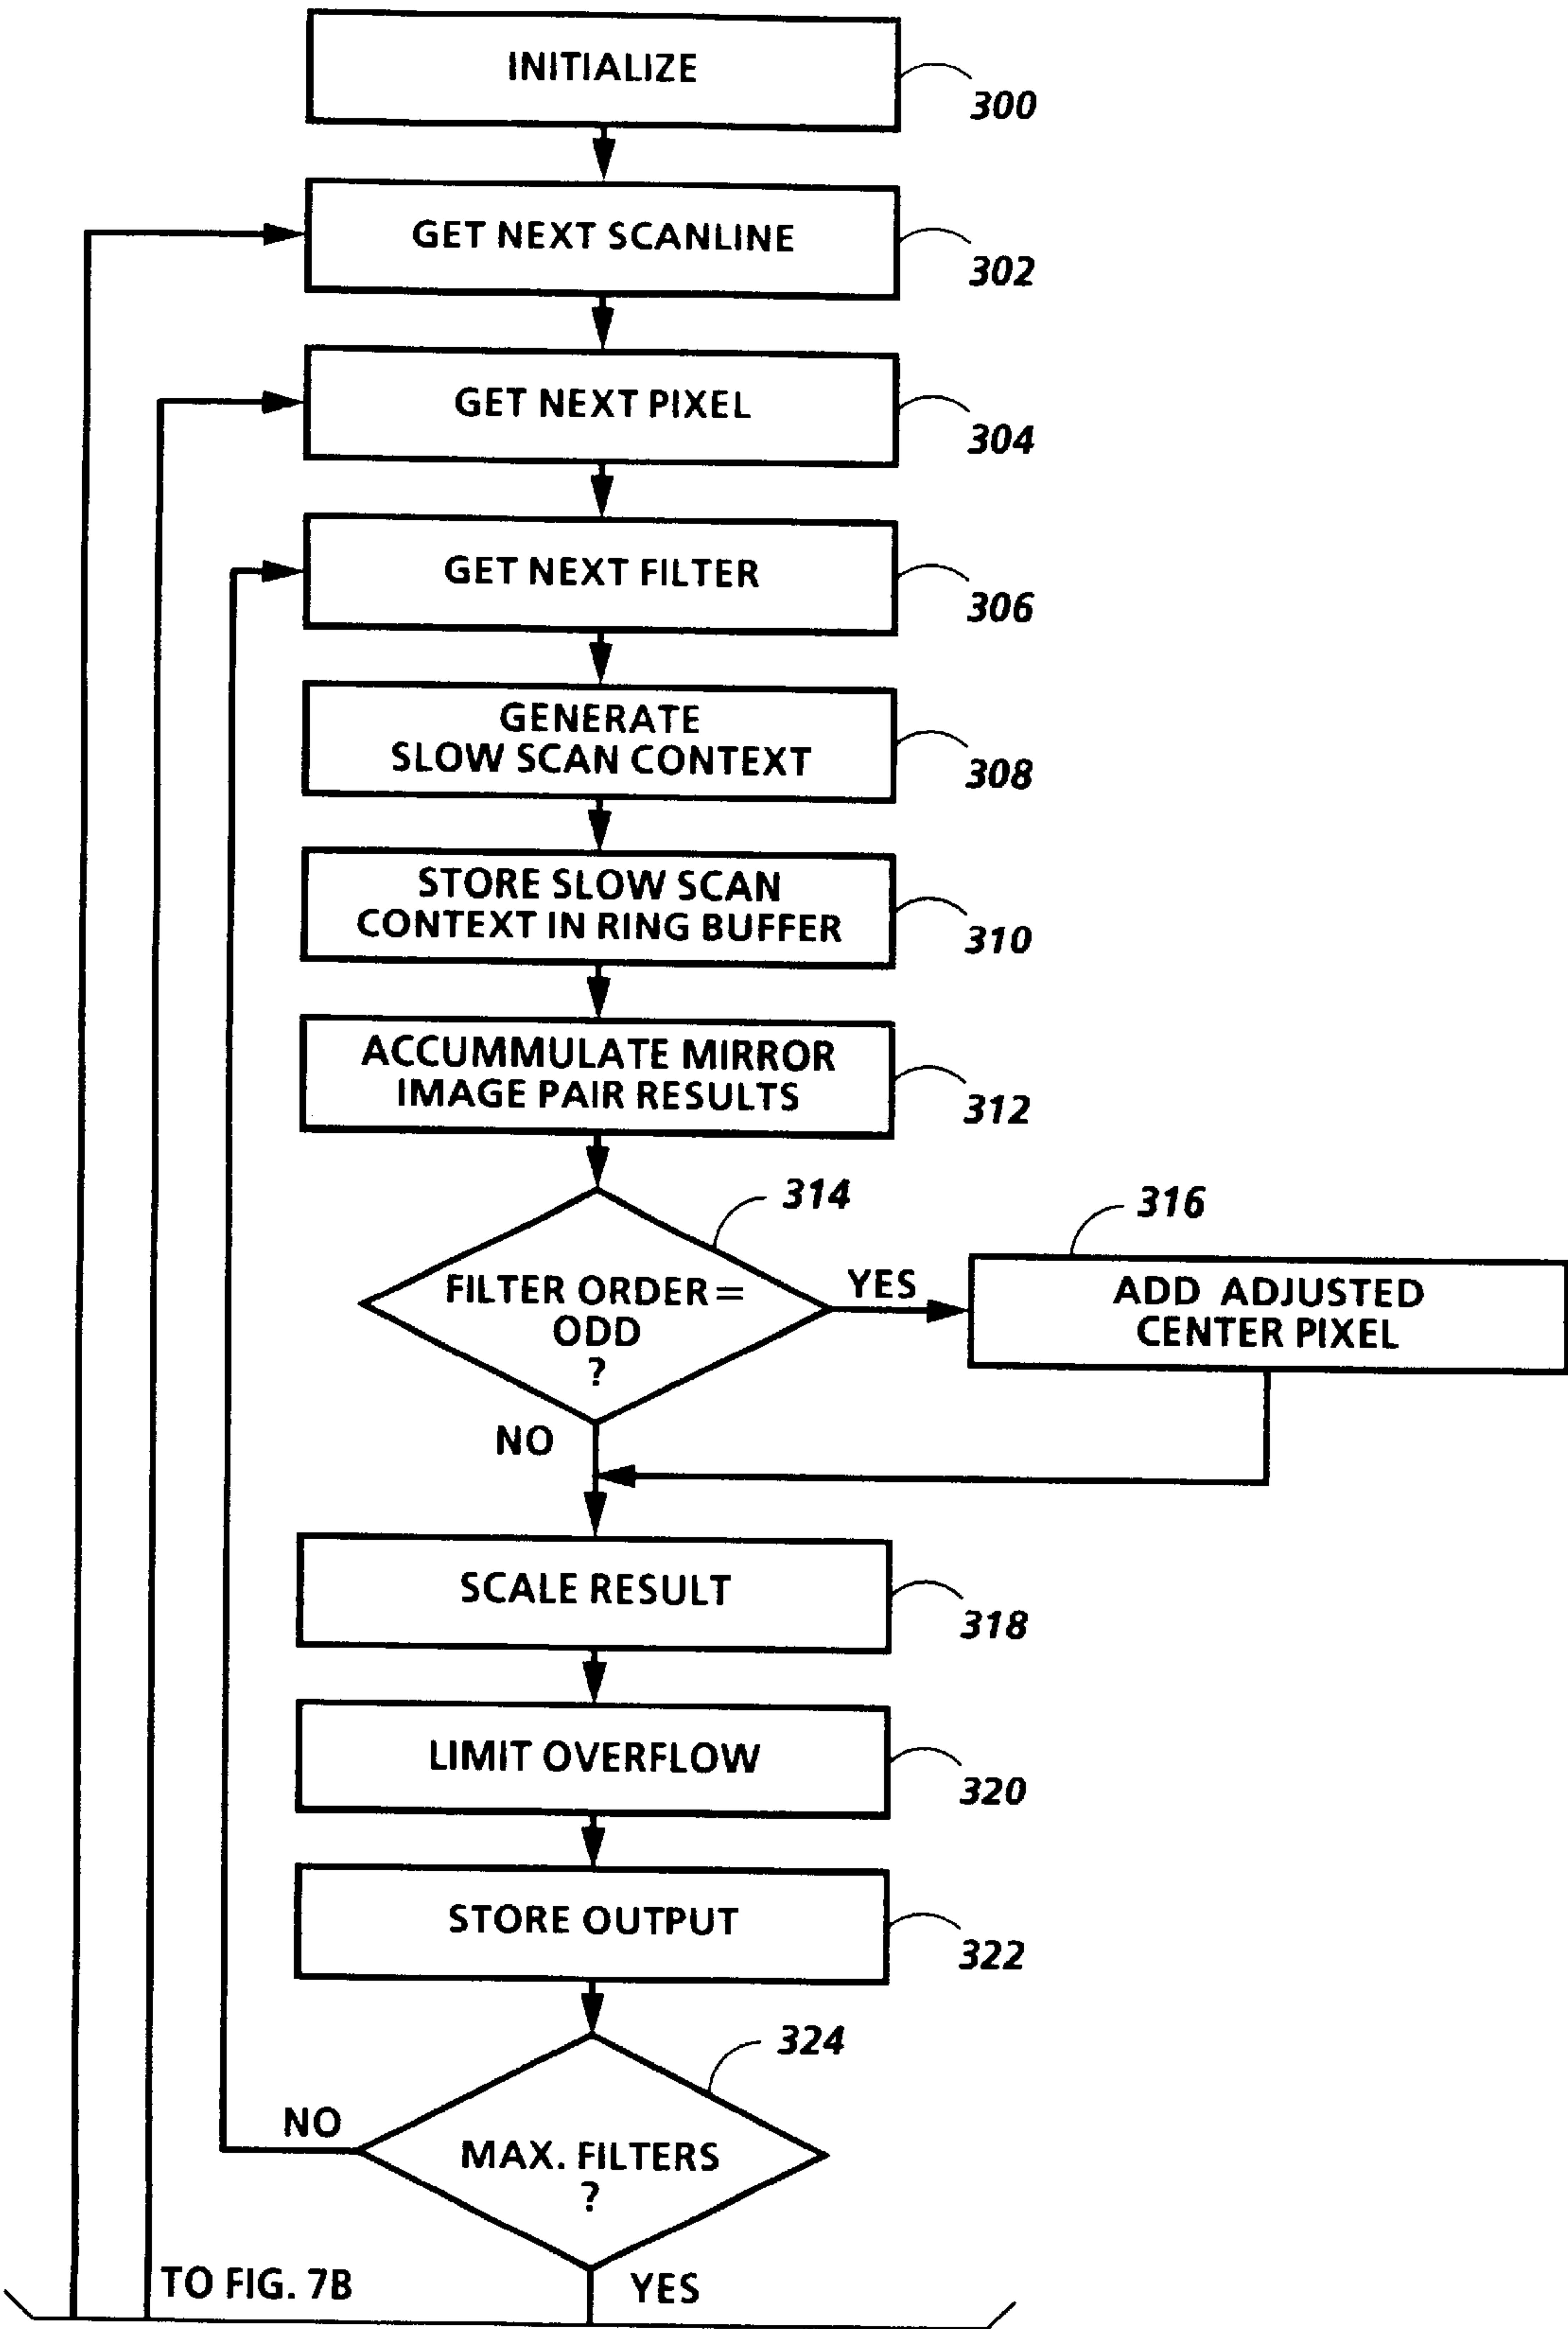 INITIALIZE
300
GET NEXT SCANLINE
302
GET NEXT PIXEL
304
GET NEXT FILTER
306
GENERATE
SLOW SCAN CONTEXT
308
STORE SLOW SCAN
CONTEXT IN RING BUFFER
310
ACCUMMULATE MIRROR
IMAGE PAIR RESULTS
312
314
FILTER ORDER =
ODD
?
YES
316
ADD ADJUSTED
CENTER PIXEL
NO
SCALE RESULT
318
LIMIT OVERFLOW
320
STORE OUTPUT
322
324
NO
MAX. FILTERS
?
TO FIG. 7B
YES